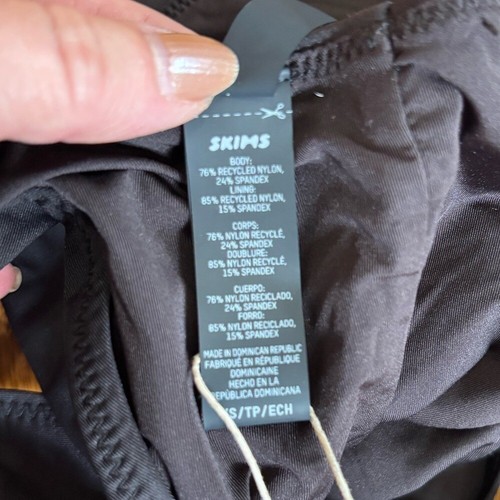 SKIMS
BODY:
76% RECYCLED NYLON,
24% SPANDEX
LINING:
85% RECYCLED NYLON,
15% SPANDEX
CORPS:
76% NYLON RECYCLÉ,
24% SPANDEX
DOUBLURE:
85% NYLON RECYCLÉ,
15% SPANDEX
CUERPO:
76% NYLON RECICLADO,
24% SPANDEX
FORRO:
85% NYLON RECICLADO,
15% SPANDEX
MADE IN DOMINICAN REPUBLIC
FABRIQUÉ EN RÉPUBLIQUE
DOMINICAINE
HECHO EN LA
REPÚBLICA DOMINICANA
XS/TP/ECH